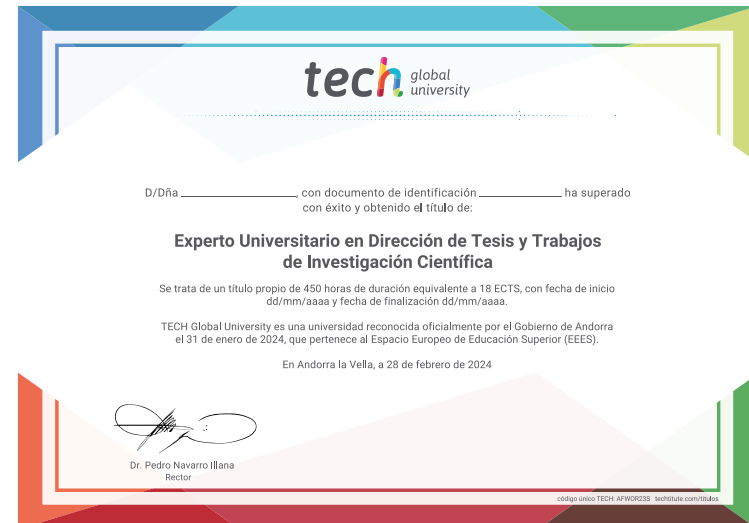 tech global university
D/Dña ____________________, con documento de identificación ______________ ha superado
con éxito y obtenido el título de:
Experto Universitario en Dirección de Tesis y Trabajos
de Investigación Científica
Se trata de un título propio de 450 horas de duración equivalente a 18 ECTS, con fecha de inicio
dd/mm/aaaa y fecha de finalización dd/mm/aaaa.
TECH Global University es una universidad reconocida oficialmente por el Gobierno de Andorra
el 31 de enero de 2024, que pertenece al Espacio Europeo de Educación Superior (EEES).
En Andorra la Vella, a 28 de febrero de 2024
Dr. Pedro Navarro Illana
Rector
código único TECH: AFWOR23S techtitute.com/titulos